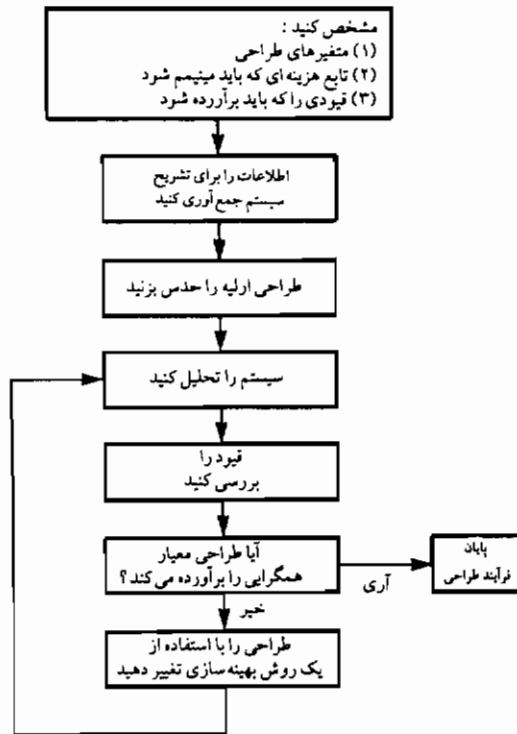 مشخص کنید :
(۱) متغیرهای طراحی
(۲) تابع هزینه ای که باید مینیمم شود
(۳) قیودی را که باید برآورده شود
اطلاعات را برای تشریح
سیستم جمع آوری کنید
طراحی اولیه را حدس بزنید
سیستم را تحلیل کنید
قیود را
بررسی کنید
آیا طراحی معیار
همگرایی را برآورده می کند؟
آری
پایان
فرآیند طراحی
خیر
طراحی را با استفاده از
یک روش بهینه سازی تغییر دهید